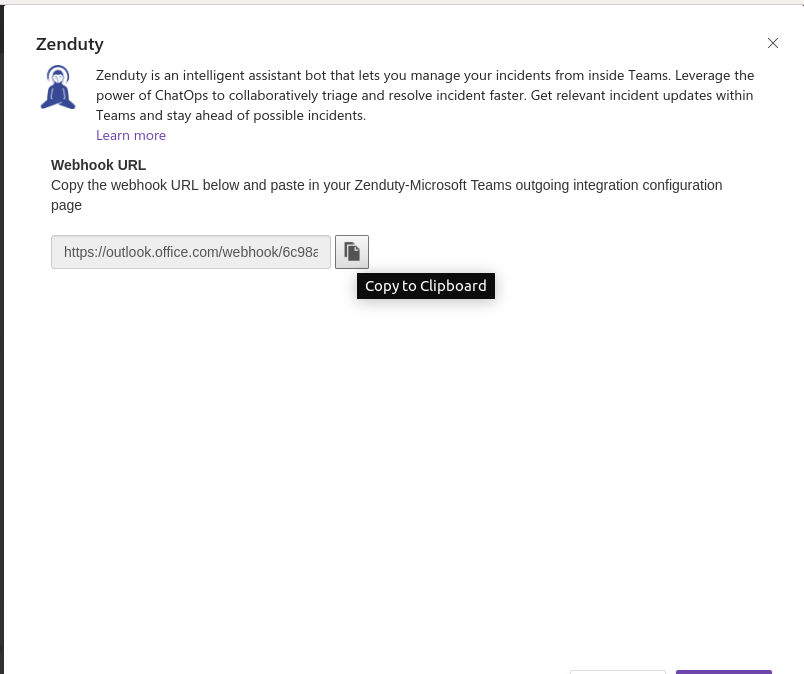 Zenduty
Zenduty is an intelligent assistant bot that lets you manage your incidents from inside Teams. Leverage the
power of ChatOps to collaboratively triage and resolve incident faster. Get relevant incident updates within
Teams and stay ahead of possible incidents.
Learn more
Webhook URL
Copy the webhook URL below and paste in your Zenduty-Microsoft Teams outgoing integration configuration
page
https://outlook.office.com/webhook/6c98a
Copy to Clipboard